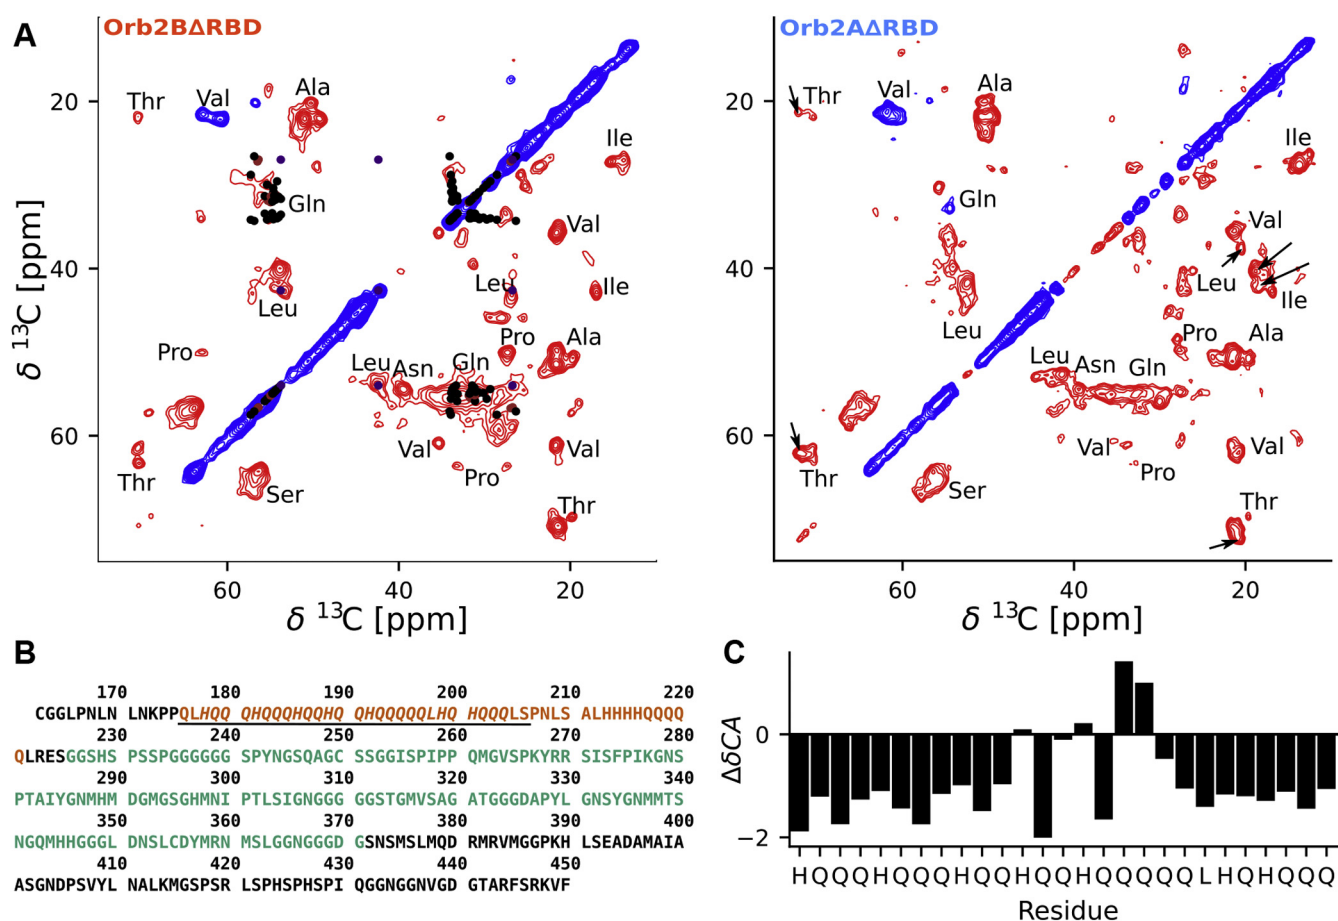 A
Orb2BΔRBD
Orb2AΔRBD
Thr Val Ala
Ile
Gln
Val
Leu
Leu
Ile
Pro
Pro
Ala
Leu Asn Gln
Val
Val
Thr
Ser
Pro
Thr
20
40
60
δ 13C [ppm]
60 40 20
δ 13C [ppm]
Thr Val Ala
Ile
Gln
Val
Leu
Ile
Leu
Pro
Ala
Leu
Asn Gln
Val
Val
Thr
Pro
Ser
Thr
20
40
60
60 40 20
δ 13C [ppm]
B
170 180 190 200 210 220
CGGLPNLN LNKPPQLHQQ QHQQQHQQHQ QHQQQQQLHQ HQQQLSPNLS ALHHHHQQQQ
230 240 250 260 270 280
QLRESGGSHS PSSPGGGGGG SPYNGSQAGC SSGGISPIPP QMGVSPKYRR SISFPIKGNS
290 300 310 320 330 340
PTAIYGNMHM DGMGSGHMNI PTLSIGNGGG GGSTGMVSAG ATGGGDAPYL GNSYGNMMTS
350 360 370 380 390 400
NGQMHHGGGL DNSLCDYMRN MSLGGNGGGD GSNSMSLMQD RMRVMGGPKH LSEADAMAIA
410 420 430 440 450
ASGNDPSVYL NALKMGSPSR LSPHSPHSPI QGGNGGNVGD GTARFSRKVF
C
ΔδCA
0
−2
H Q Q Q H Q Q Q H Q Q H Q Q H Q Q Q Q Q L H Q H Q Q Q
Residue